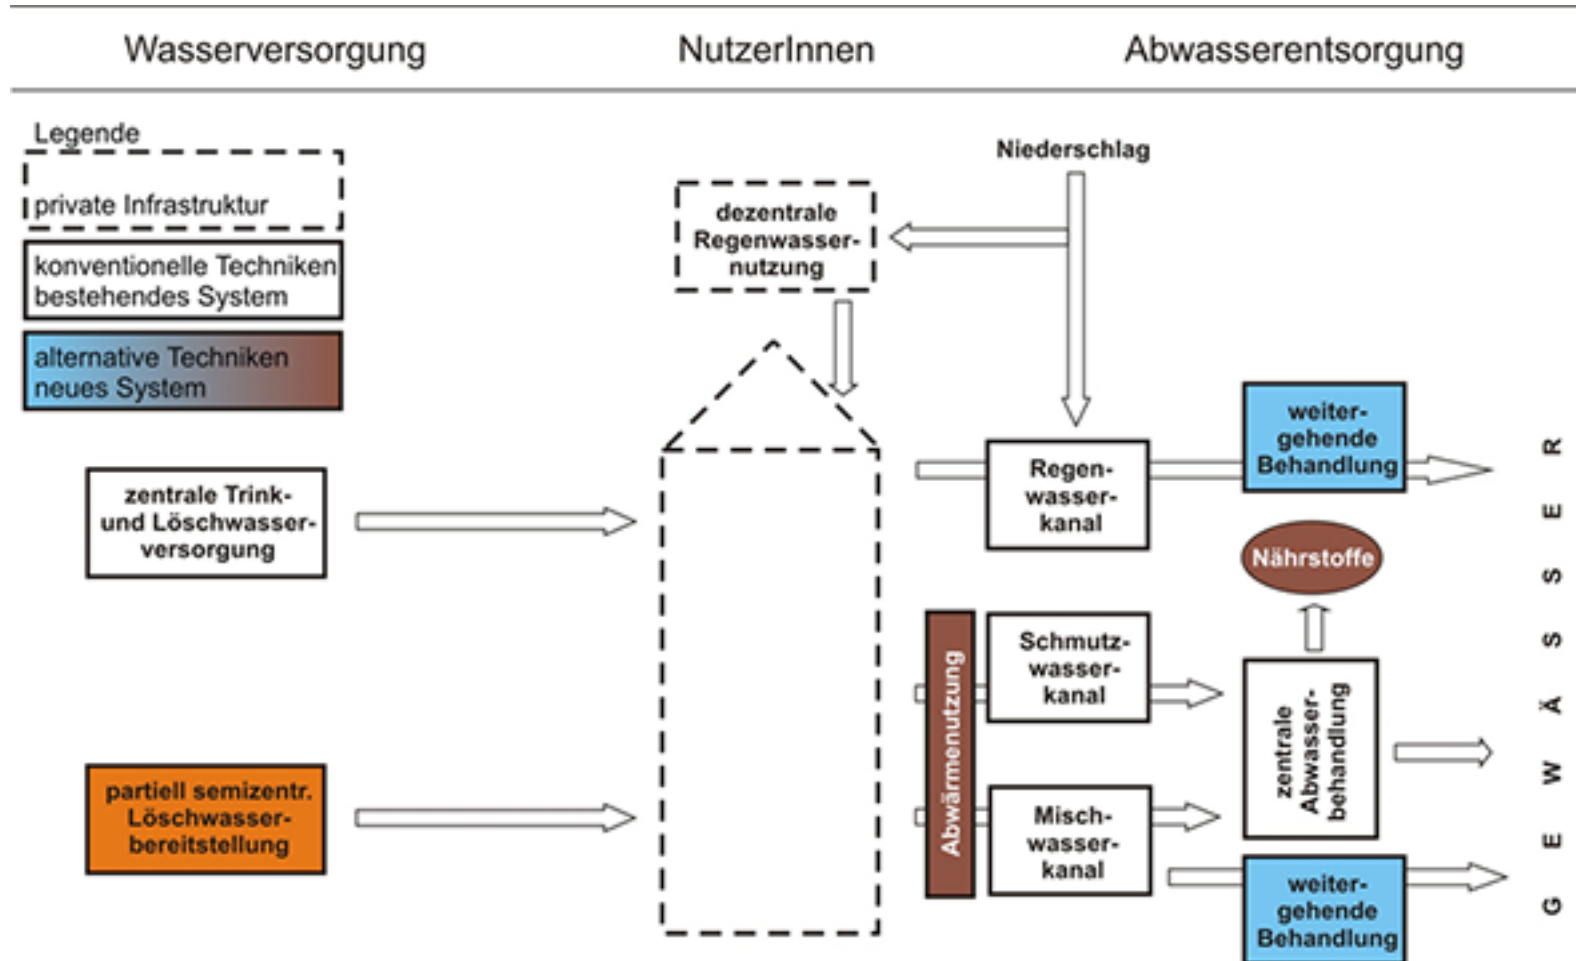 Wasserversorgung
NutzerInnen
Abwasserentsorgung
Legende
private Infrastruktur
konventionelle Techniken
bestehendes System
alternative Techniken
neues System
zentrale Trink-
und Löschwasser-
versorgung
partiell semizentr.
Löschwasser-
bereitstellung
dezentrale
Regenwasser-
nutzung
Niederschlag
Regen-
wasser-
kanal
weiter-
gehende
Behandlung
Nährstoffe
Abwärmenutzung
Schmutz-
wasser-
kanal
Misch-
wasser-
kanal
zentrale
Abwasser-
behandlung
weiter-
gehende
Behandlung
GEWÄSSER